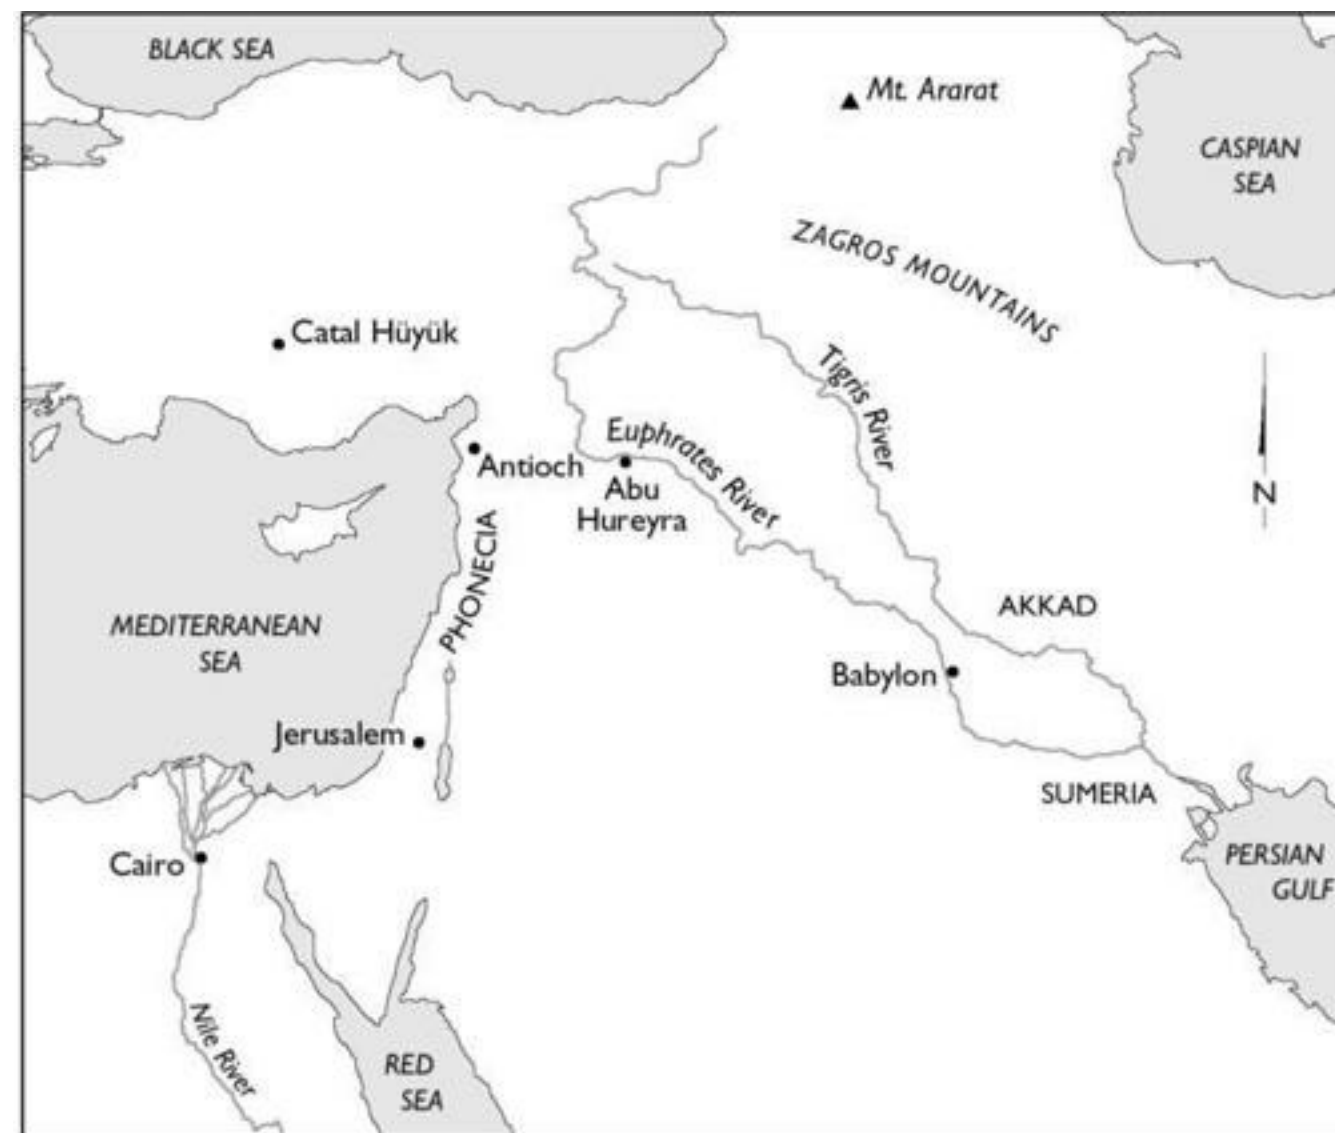 BLACK SEA
Mt. Ararat
CASPIAN
SEA
ZAGROS MOUNTAINS
Catal Hüyük
Tigris River
Euphrates River
Antioch
Abu
Hureyra
N
PHONECIA
AKKAD
MEDITERRANEAN
SEA
Babylon
Jerusalem
SUMERIA
Cairo
PERSIAN
GULF
Nile River
RED
SEA